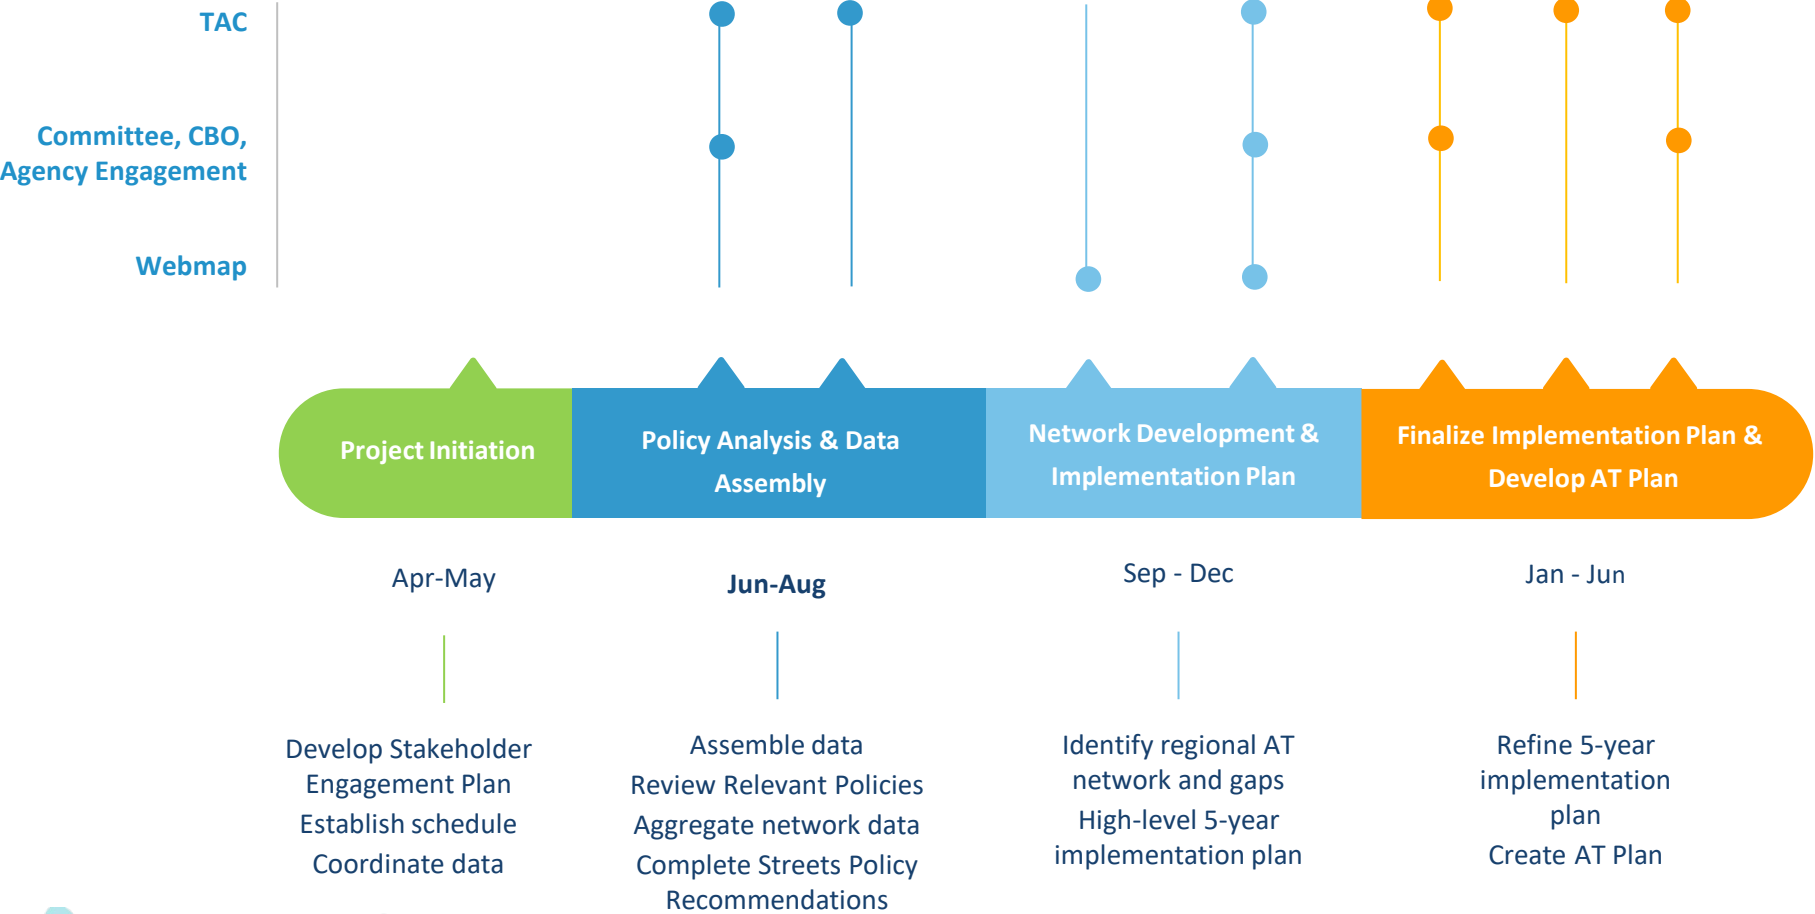 TAC
Committee, CBO,
Agency Engagement
Webmap
Project Initiation
Policy Analysis & Data
Assembly
Network Development &
Implementation Plan
Finalize Implementation Plan &
Develop AT Plan
Apr-May
Jun-Aug
Sep - Dec
Jan - Jun
Develop Stakeholder
Engagement Plan
Establish schedule
Coordinate data
Assemble data
Review Relevant Policies
Aggregate network data
Complete Streets Policy
Recommendations
Identify regional AT
network and gaps
High-level 5-year
implementation plan
Refine 5-year
implementation
plan
Create AT Plan